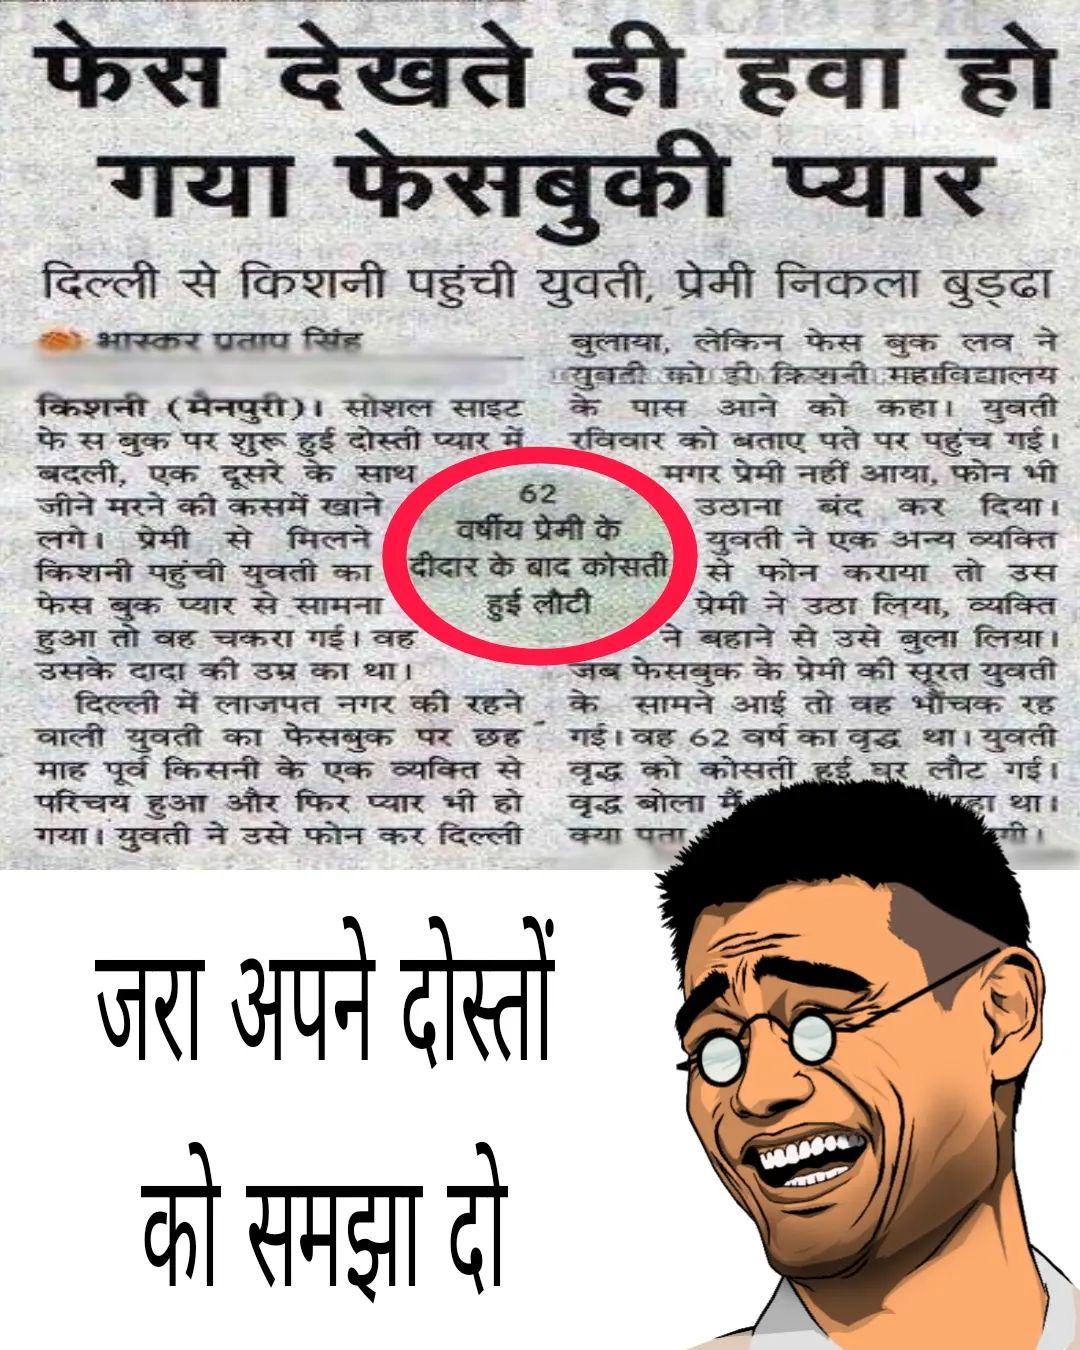 फेस देखते ही हवा हो
गया फेसबुकी प्यार
दिल्ली से किशनी पहुंची युवती, प्रेमी निकला बुड्ढा
भास्कर प्रताप सिंह
किशनी (मैनपुरी)। सोशल साइट
फे स बुक पर शुरू हुई दोस्ती प्यार में
बदली, एक दूसरे के साथ
जीने मरने की कसमें खाने
लगे। प्रेमी से मिलने
किशनी पहुंची युवती का
फेस बुक प्यार से सामना
हुआ तो वह चकरा गई। वह
उसके दादा की उम्र का था।
दिल्ली में लाजपत नगर की रहने
वाली युवती का फेसबुक पर छह
माह पूर्व किसनी के एक व्यक्ति से
परिचय हुआ और फिर प्यार भी हो
गया। युवती ने उसे फोन कर दिल्ली
62
वर्षीय प्रेमी के
दीदार के बाद कोसती
हुई लौटी
बुलाया, लेकिन फेस बुक लव ने
युवती को ही किशनी महाविद्यालय
के पास आने को कहा। युवती
रविवार को बताए पते पर पहुंच गई।
मगर प्रेमी नहीं आया, फोन भी
उठाना बंद कर दिया।
युवती ने एक अन्य व्यक्ति
से फोन कराया तो उस
प्रेमी ने उठा लिया, व्यक्ति
ने बहाने से उसे बुला लिया।
जब फेसबुक के प्रेमी की सूरत युवती
के सामने आई तो वह भौंचक रह
गई। वह 62 वर्ष का वृद्ध था। युवती
वृद्ध को कोसती हुई घर लौट गई।
वृद्ध बोला मैं था।
क्या पता
जरा अपने दोस्तों
को समझा दो